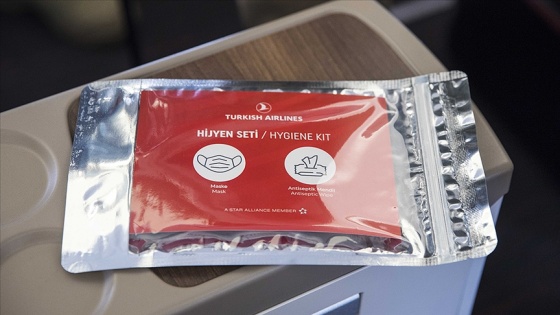 TURKISH AIRLINES
HİJYEN SETİ / HYGIENE KIT
Maske
Mask
Antiseptik Mendil
Antiseptic Wipe
A STAR ALLIANCE MEMBER